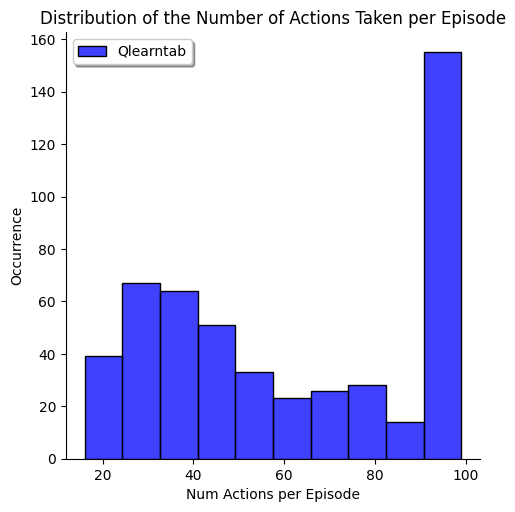 Distribution of the Number of Actions Taken per Episode
Qlearntab
160
140
120
100
80
60
40
20
0
Occurrence
20 40 60 80 100
Num Actions per Episode